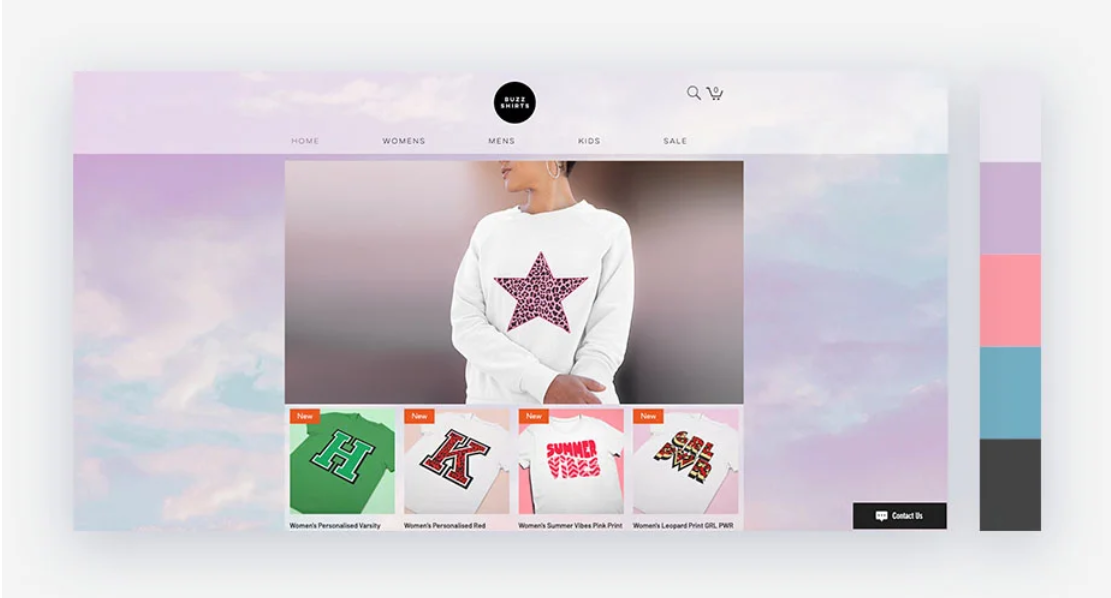 BUZZ
SHIRTS
0
HOME WOMENS MENS KIDS SALE
New New New New
H K SUMMER VIBES GRL PWR
Women's Personalised Varsity Women's Personalised Red Women's Summer Vibes Pink Print Women's Leopard Print GRL PWR
Contact Us